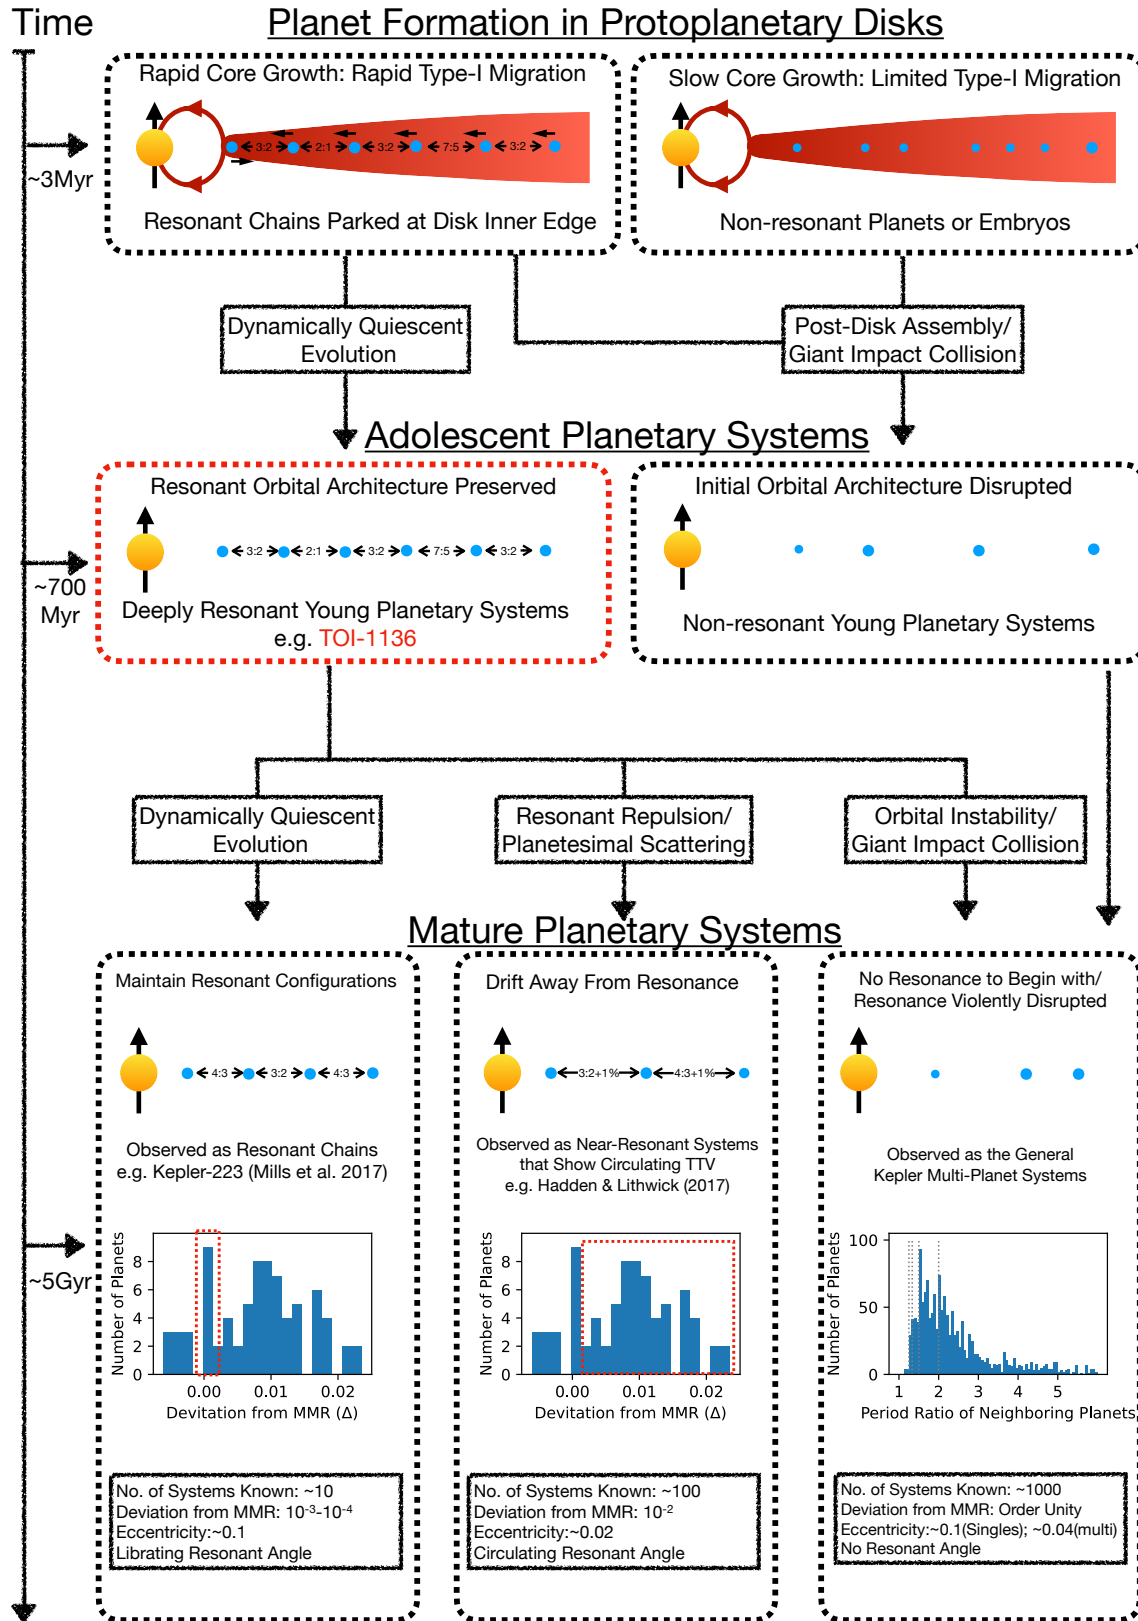 Time
Planet Formation in Protoplanetary Disks
Rapid Core Growth: Rapid Type-I Migration
3:2 2:1 3:2 7:5 3:2
Resonant Chains Parked at Disk Inner Edge
Slow Core Growth: Limited Type-I Migration
Non-resonant Planets or Embryos
~3Myr
Dynamically Quiescent
Evolution
Post-Disk Assembly/
Giant Impact Collision
Adolescent Planetary Systems
Resonant Orbital Architecture Preserved
3:2 2:1 3:2 7:5 3:2
Deeply Resonant Young Planetary Systems
e.g. TOI-1136
Initial Orbital Architecture Disrupted
Non-resonant Young Planetary Systems
~700
Myr
Dynamically Quiescent
Evolution
Resonant Repulsion/
Planetesimal Scattering
Orbital Instability/
Giant Impact Collision
Mature Planetary Systems
Maintain Resonant Configurations
4:3 3:2 4:3
Observed as Resonant Chains
e.g. Kepler-223 (Mills et al. 2017)
8
6
4
2
0
Number of Planets
0.00 0.01 0.02
Devitation from MMR (Δ)
No. of Systems Known: ~10
Deviation from MMR: 10⁻³-10⁻⁴
Eccentricity:~0.1
Librating Resonant Angle
Drift Away From Resonance
3:2+1% 4:3+1%
Observed as Near-Resonant Systems
that Show Circulating TTV
e.g. Hadden & Lithwick (2017)
8
6
4
2
0
Number of Planets
0.00 0.01 0.02
Devitation from MMR (Δ)
No. of Systems Known: ~100
Deviation from MMR: 10⁻²
Eccentricity:~0.02
Circulating Resonant Angle
No Resonance to Begin with/
Resonance Violently Disrupted
Observed as the General
Kepler Multi-Planet Systems
100
50
0
Number of Planets
1 2 3 4 5
Period Ratio of Neighboring Planets
No. of Systems Known: ~1000
Deviation from MMR: Order Unity
Eccentricity:~0.1(Singles); ~0.04(multi)
No Resonant Angle
~5Gyr